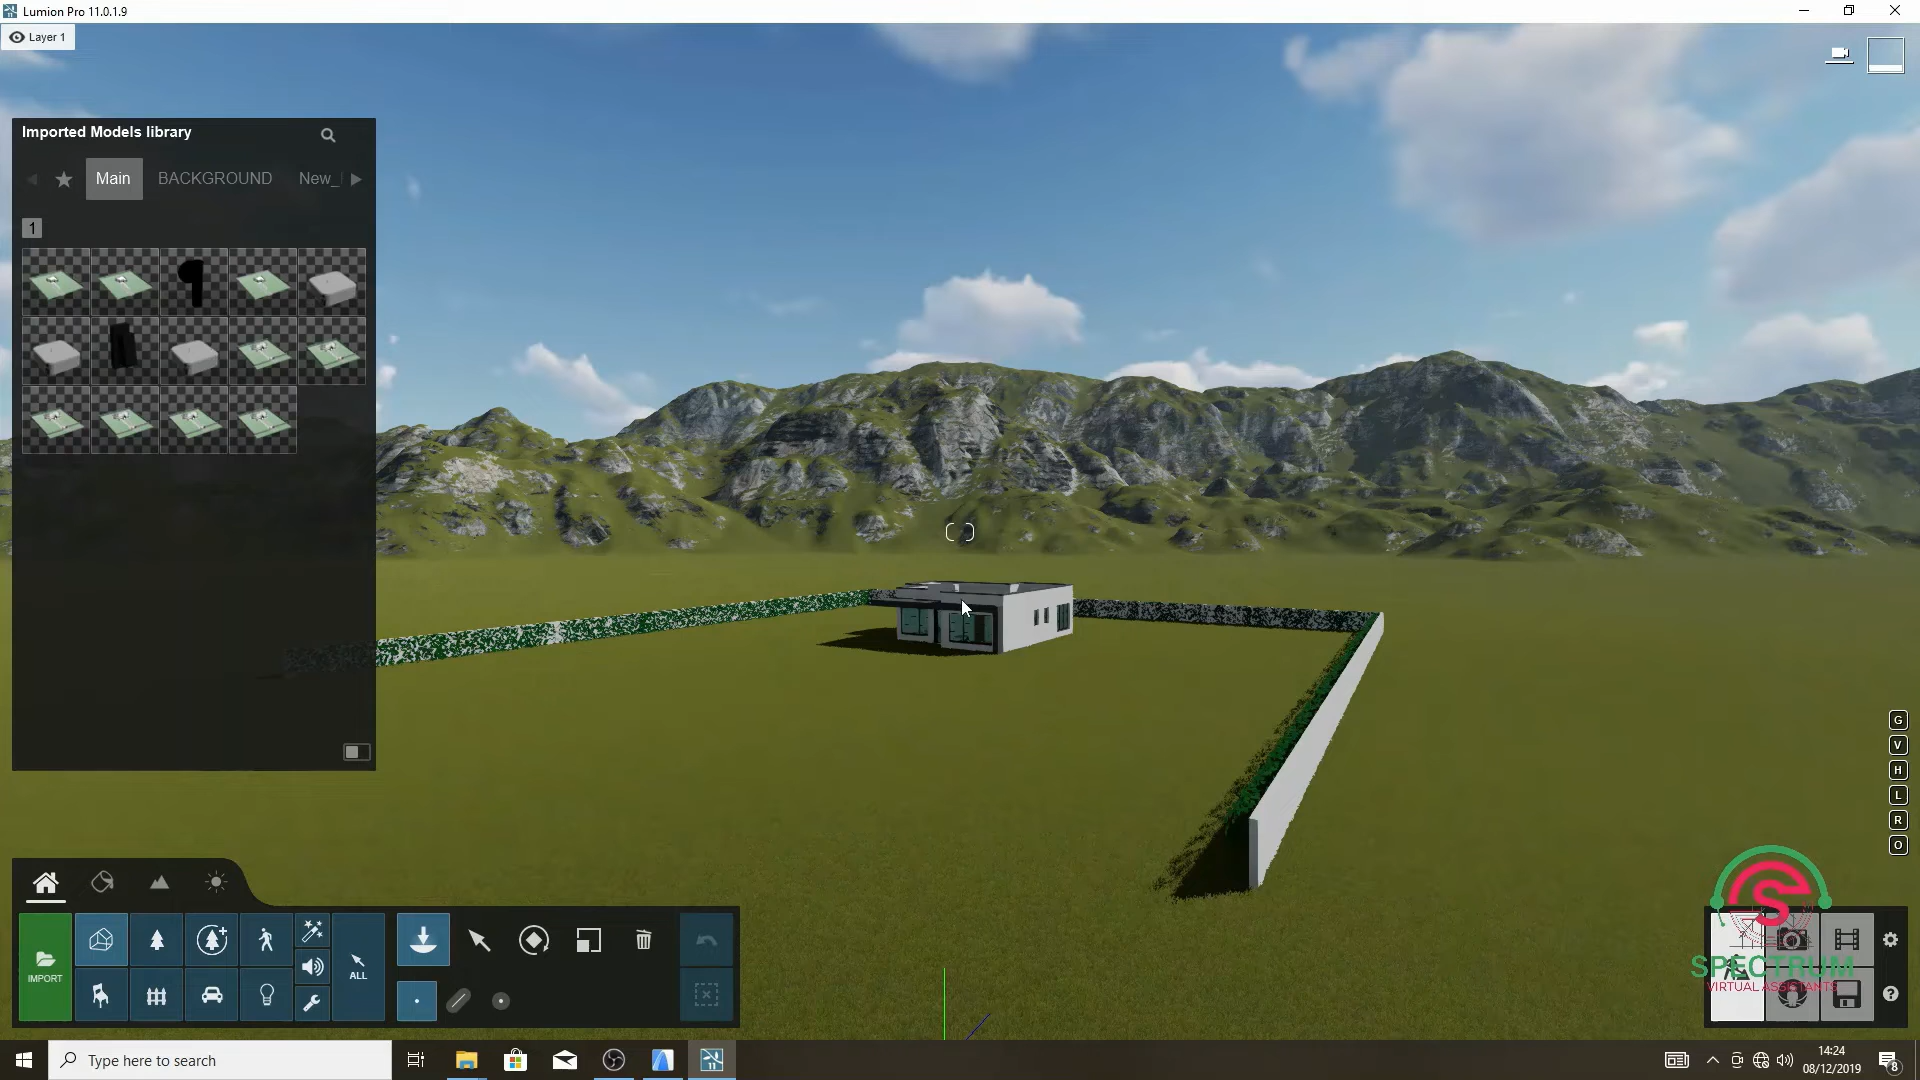 Lumion Pro 11.0.1.9
Layer 1
Imported Models library
Main
BACKGROUND
New_
1
G
V
H
L
R
O
IMPORT
ALL
SPECTRUM
VIRTUAL ASSISTANTS
Type here to search
14:24
08/12/2019
8